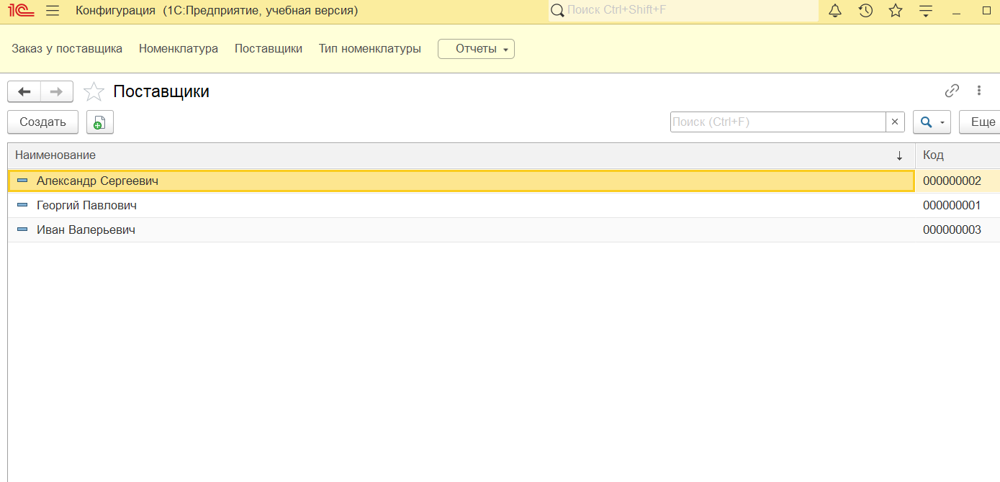 1С Конфигурация (1С:Предприятие, учебная версия) Поиск Ctrl+Shift+F
Заказ у поставщика Номенклатура Поставщики Тип номенклатуры Отчеты
Поставщики
Создать Поиск (Ctrl+F) × Еще
Наименование ↓ Код
Александр Сергеевич 000000002
Георгий Павлович 000000001
Иван Валерьевич 000000003